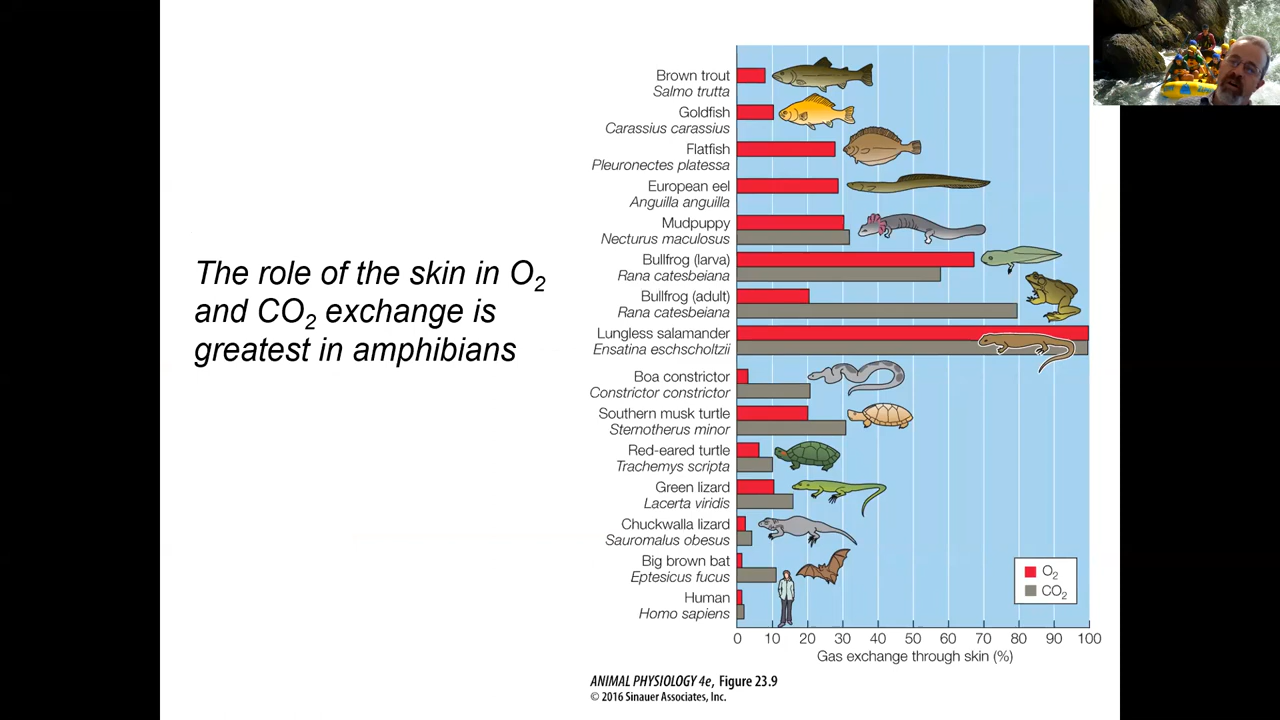 The role of the skin in O2
and CO2 exchange is
greatest in amphibians
Brown trout
Salmo trutta
Goldfish
Carassius carassius
Flatfish
Pleuronectes platessa
European eel
Anguilla anguilla
Mudpuppy
Necturus maculosus
Bullfrog (larva)
Rana catesbeiana
Bullfrog (adult)
Rana catesbeiana
Lungless salamander
Ensatina eschscholtzii
Boa constrictor
Constrictor constrictor
Southern musk turtle
Sternotherus minor
Red-eared turtle
Trachemys scripta
Green lizard
Lacerta viridis
Chuckwalla lizard
Sauromalus obesus
Big brown bat
Eptesicus fucus
Human
Homo sapiens
O2
CO2
0 10 20 30 40 50 60 70 80 90 100
Gas exchange through skin (%)
ANIMAL PHYSIOLOGY 4e, Figure 23.9
© 2016 Sinauer Associates, Inc.